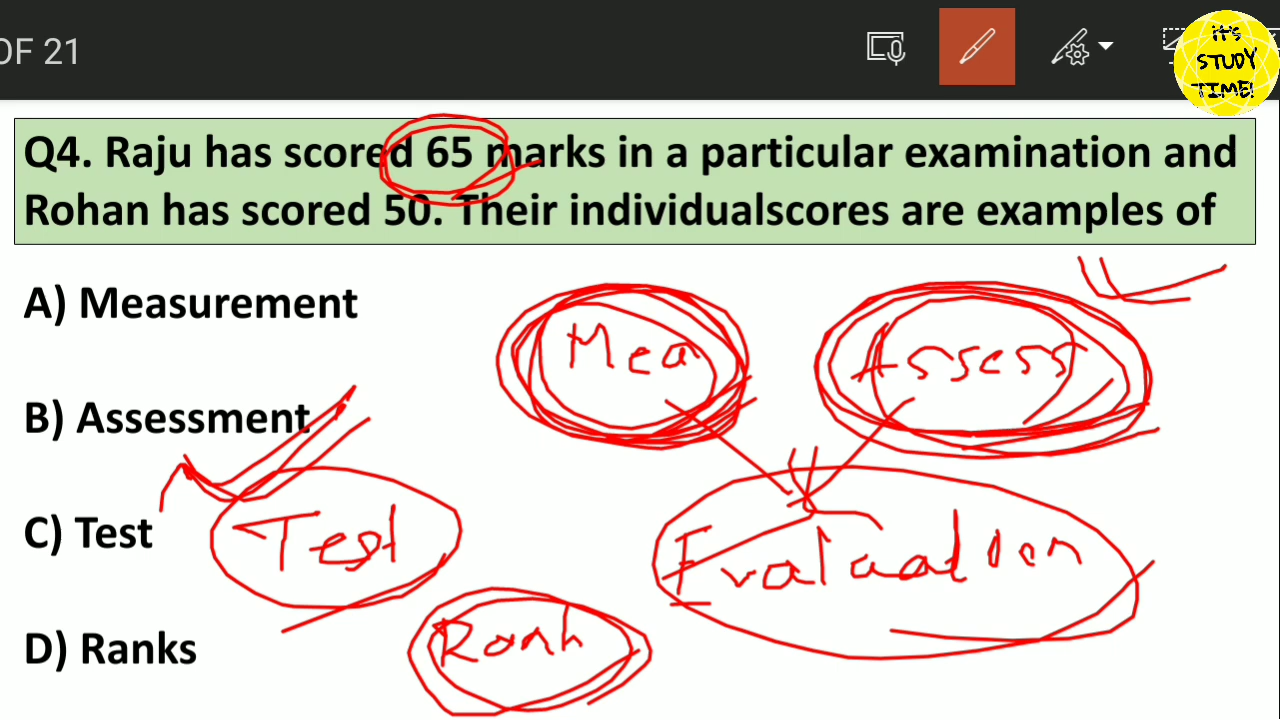 OF 21
IT'S
STUDY
TIME!
Q4. Raju has scored 65 marks in a particular examination and
Rohan has scored 50. Their individualscores are examples of
A) Measurement
Mea
Assess
B) Assessment
C) Test
Test
Evaluation
D) Ranks
Rank